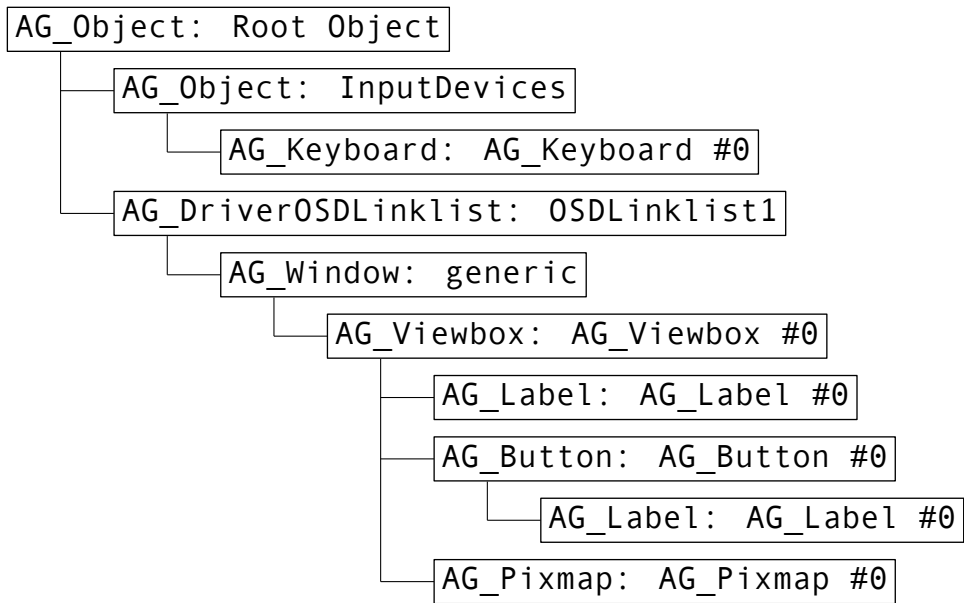 AG_Object: Root Object
AG_Object: InputDevices
AG_Keyboard: AG_Keyboard #0
AG_DriverOSDLinklist: OSDLinklist1
AG_Window: generic
AG_Viewbox: AG_Viewbox #0
AG_Label: AG_Label #0
AG_Button: AG_Button #0
AG_Label: AG_Label #0
AG_Pixmap: AG_Pixmap #0